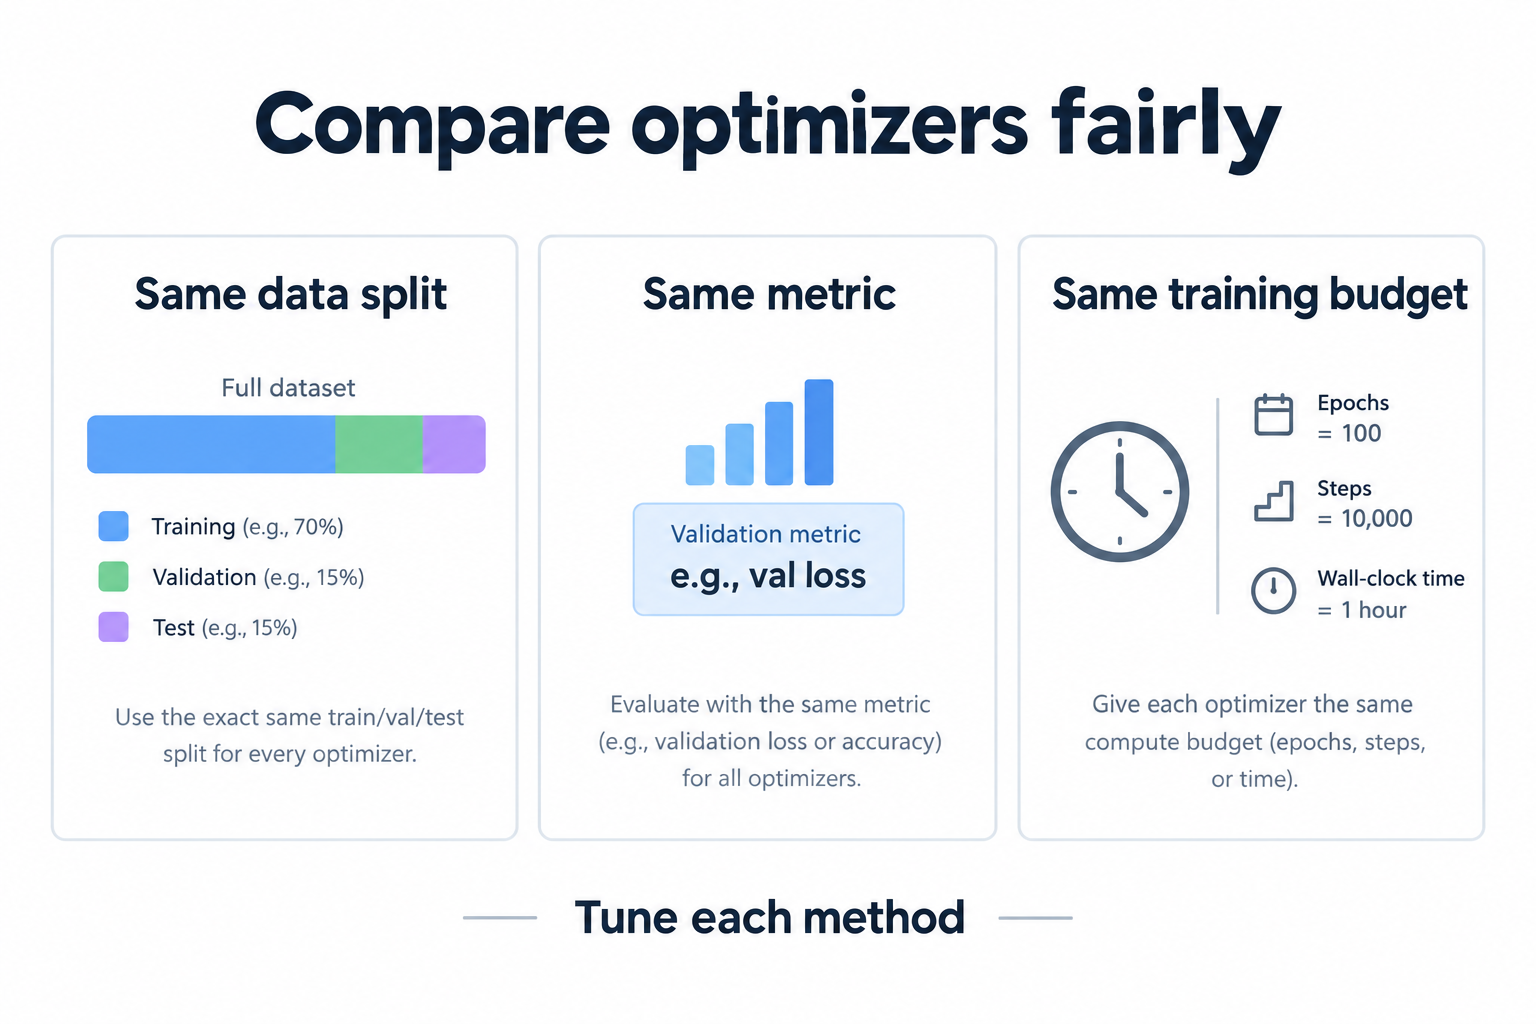 Compare optimizers fairly
Same data split
Full dataset
Training (e.g., 70%)
Validation (e.g., 15%)
Test (e.g., 15%)
Use the exact same train/val/test
split for every optimizer.
Same metric
Validation metric
e.g., val loss
Evaluate with the same metric
(e.g., validation loss or accuracy)
for all optimizers.
Same training budget
Epochs
= 100
Steps
= 10,000
Wall-clock time
= 1 hour
Give each optimizer the same
compute budget (epochs, steps,
or time).
Tune each method